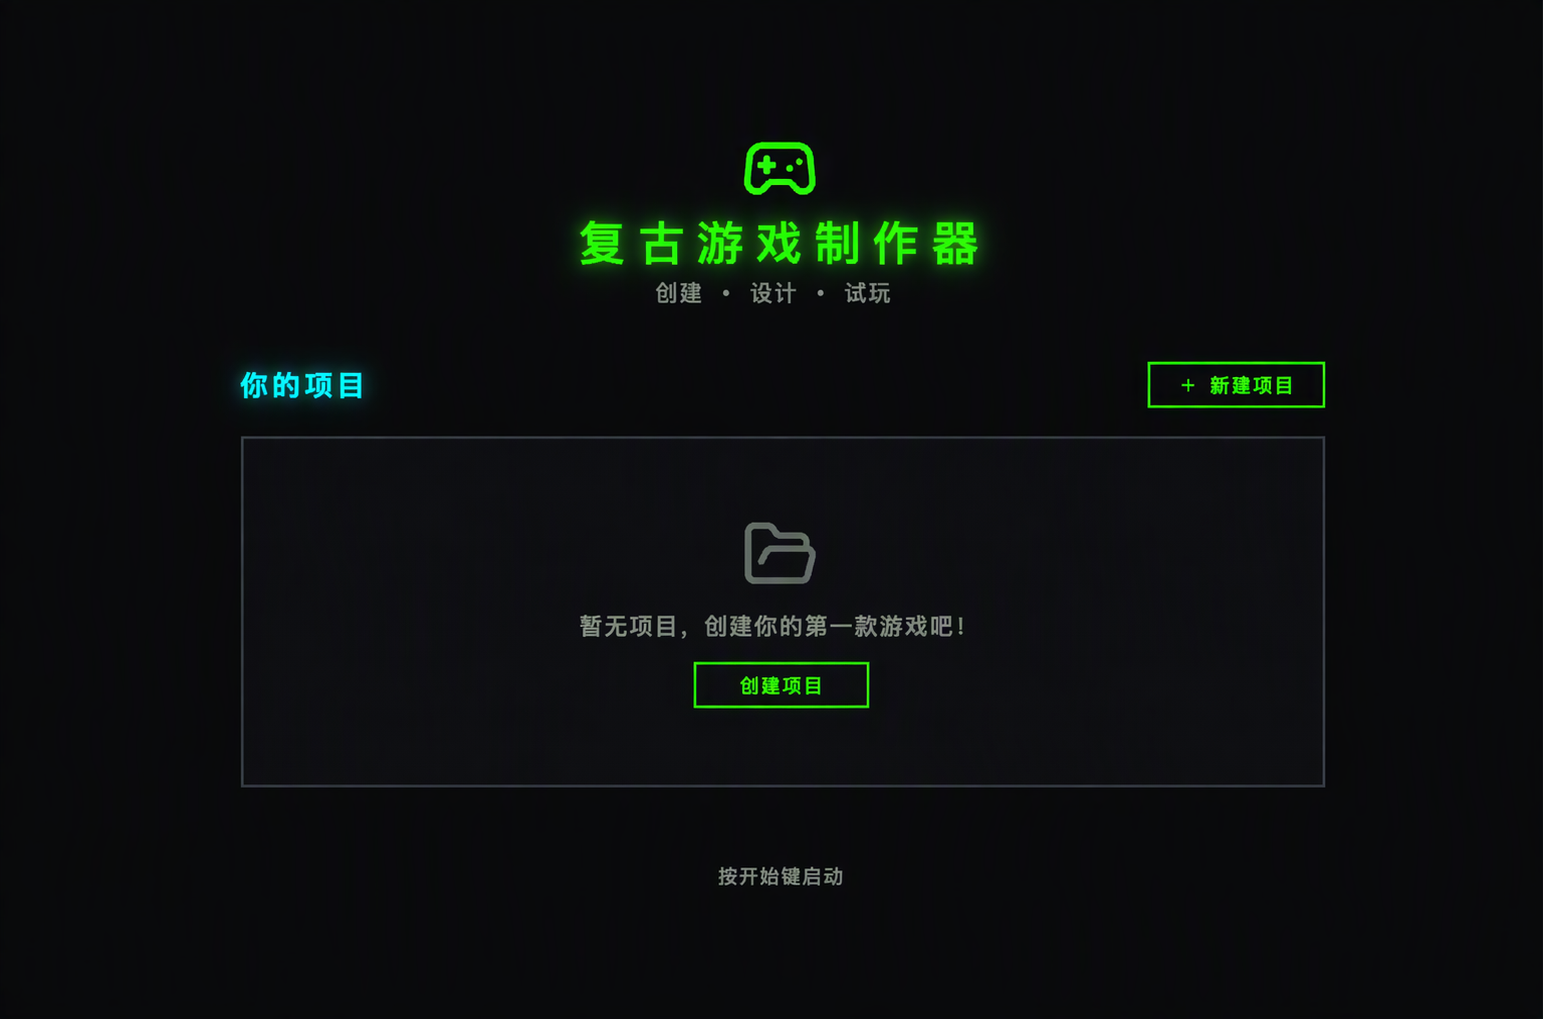 复古游戏制作器
创建 • 设计 • 试玩
你的项目
+ 新建项目
暂无项目，创建你的第一款游戏吧！
创建项目
按开始键启动